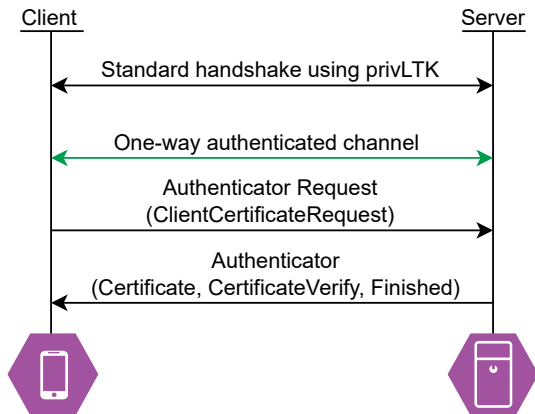 Client
Server
Standard handshake using privLTK
One-way authenticated channel
Authenticator Request
(ClientCertificateRequest)
Authenticator
(Certificate, CertificateVerify, Finished)